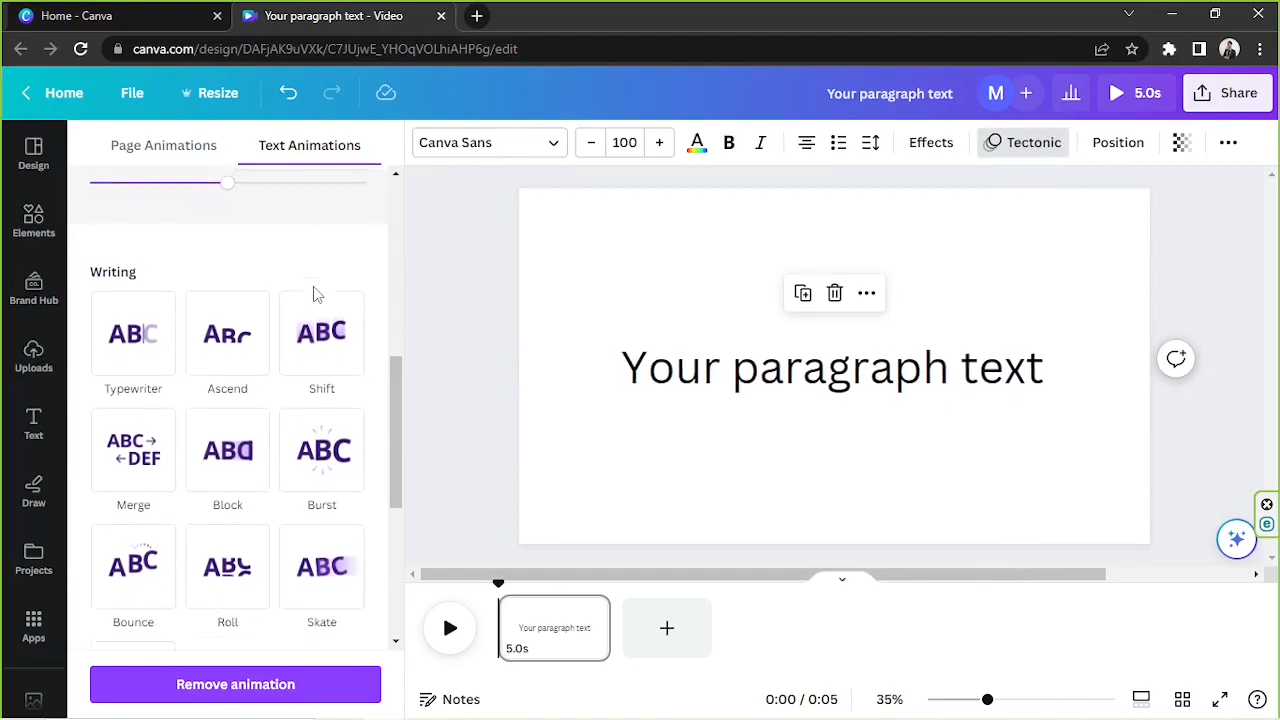 Home - Canva
Your paragraph text - Video
canva.com/design/DAFjAK9uVXk/C7JUjwE_YHOqVOLhiAHP6g/edit
Home
File
Resize
Your paragraph text
M
5.0s
Share
Design
Elements
Brand Hub
Uploads
Text
Draw
Projects
Apps
Page Animations
Text Animations
Canva Sans
100
A
B
I
Effects
Tectonic
Position
Writing
ABC
Typewriter
ABC
Ascend
ABC
Shift
ABC
DEF
Merge
ABC
Block
ABC
Burst
ABC
Bounce
ABC
Roll
ABC
Skate
Remove animation
Your paragraph text
Your paragraph text
5.0s
Notes
0:00 / 0:05
35%